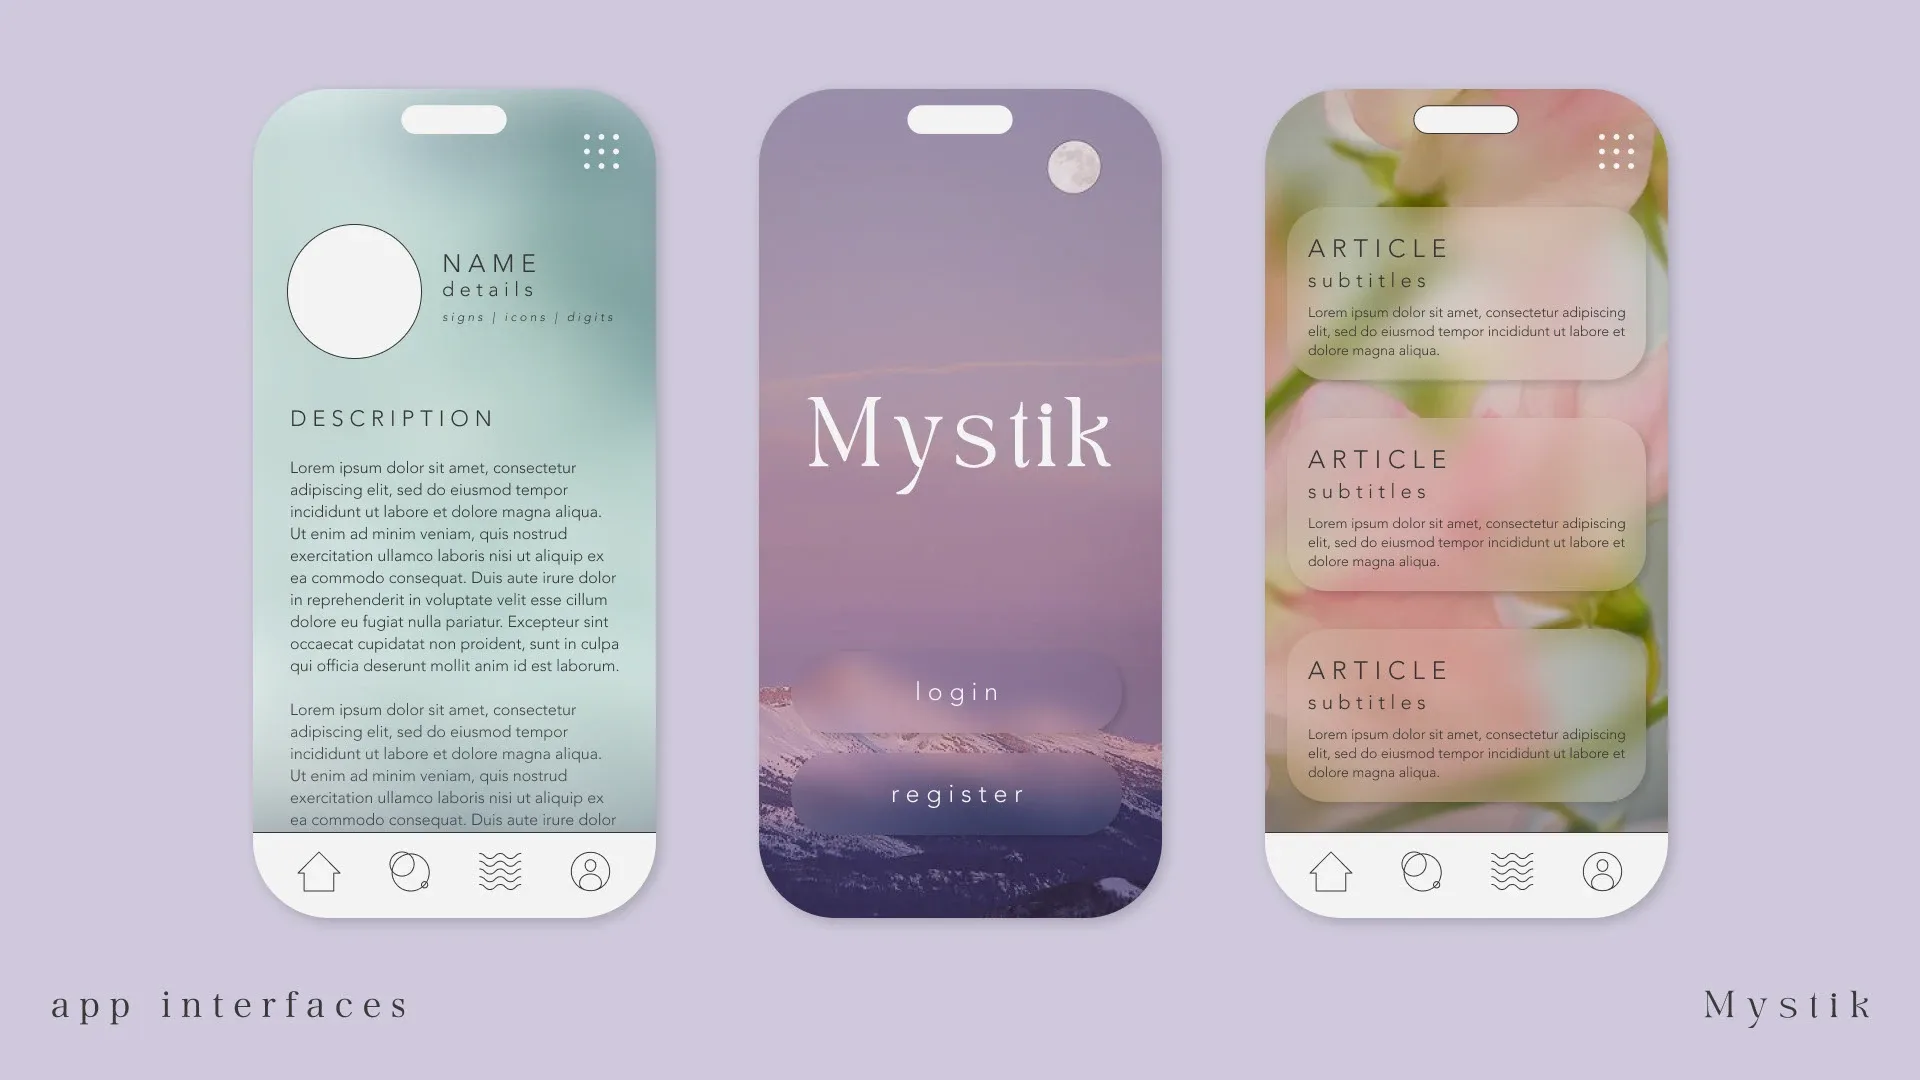 NAME
details
signs | icons | digits
DESCRIPTION
Lorem ipsum dolor sit amet, consectetur
adipiscing elit, sed do eiusmod tempor
incididunt ut labore et dolore magna aliqua.
Ut enim ad minim veniam, quis nostrud
exercitation ullamco laboris nisi ut aliquip ex
ea commodo consequat. Duis aute irure dolor
in reprehenderit in voluptate velit esse cillum
dolore eu fugiat nulla pariatur. Excepteur sint
occaecat cupidatat non proident, sunt in culpa
qui officia deserunt mollit anim id est laborum.
Lorem ipsum dolor sit amet, consectetur
adipiscing elit, sed do eiusmod tempor
incididunt ut labore et dolore magna aliqua.
Ut enim ad minim veniam, quis nostrud
exercitation ullamco laboris nisi ut aliquip ex
ea commodo consequat. Duis aute irure dolor
Mystik
login
register
ARTICLE
subtitles
Lorem ipsum dolor sit amet, consectetur adipiscing
elit, sed do eiusmod tempor incididunt ut labore et
dolore magna aliqua.
ARTICLE
subtitles
Lorem ipsum dolor sit amet, consectetur adipiscing
elit, sed do eiusmod tempor incididunt ut labore et
dolore magna aliqua.
ARTICLE
subtitles
Lorem ipsum dolor sit amet, consectetur adipiscing
elit, sed do eiusmod tempor incididunt ut labore et
dolore magna aliqua.
app interfaces
Mystik